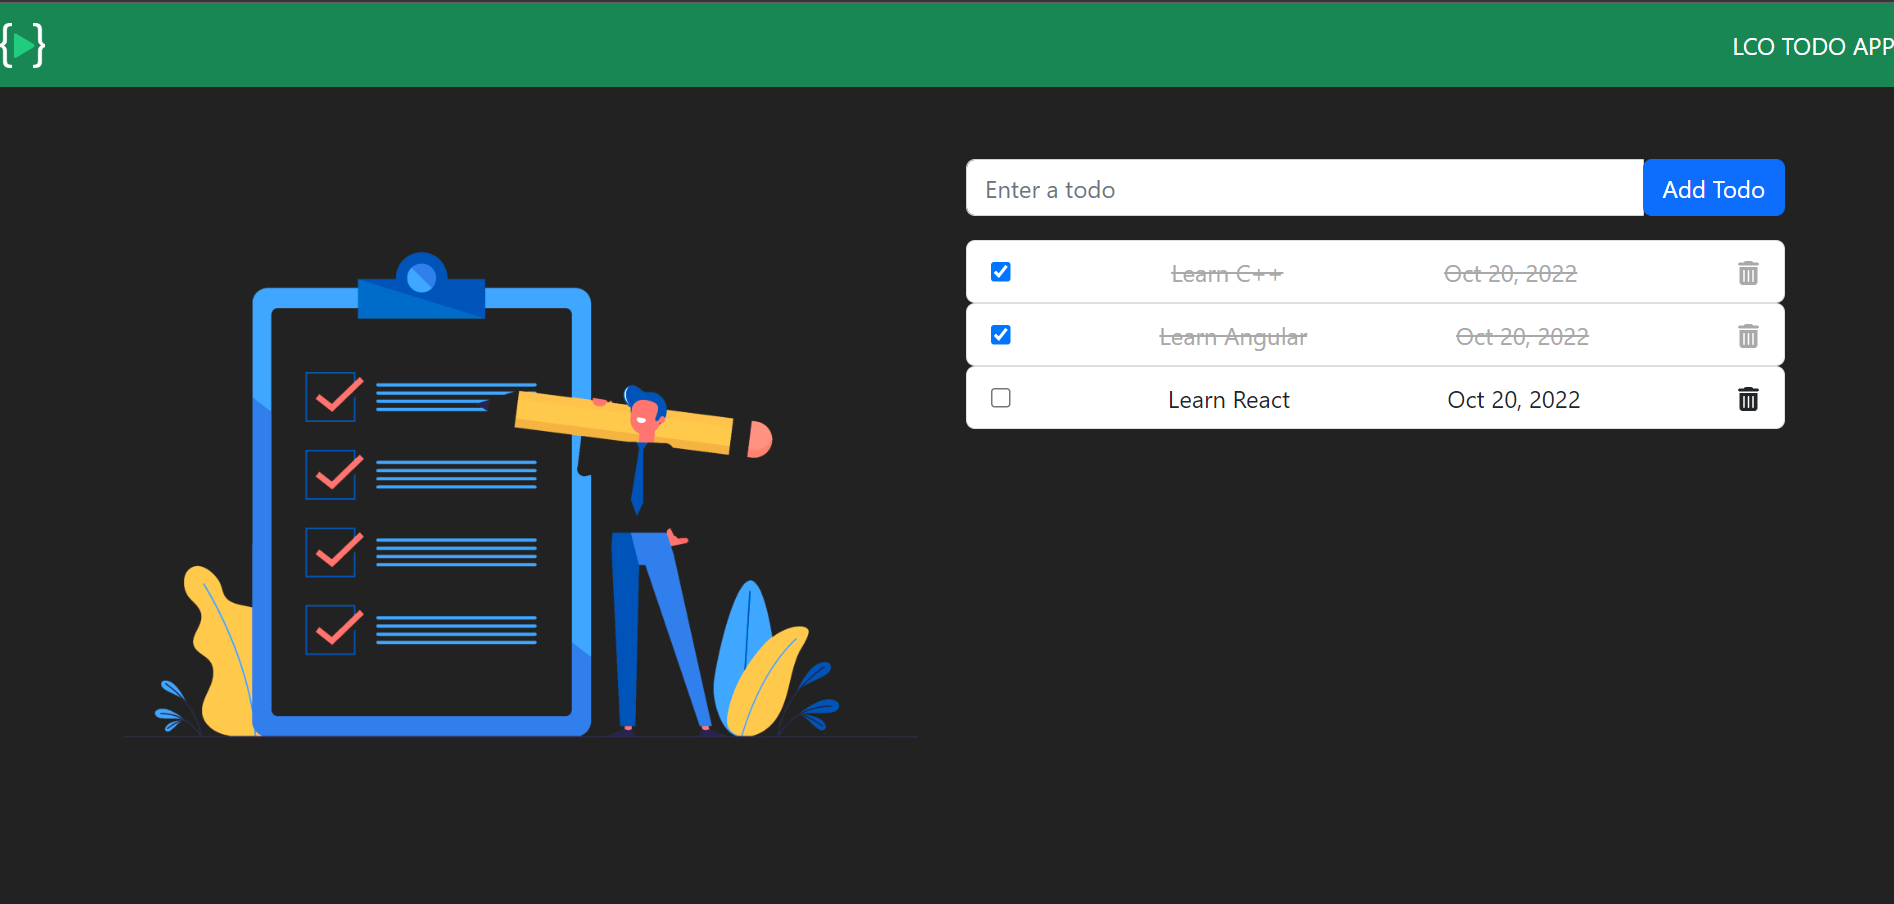 LCO TODO APP
Enter a todo
Add Todo
Learn C++ Oct 20, 2022
Learn Angular Oct 20, 2022
Learn React Oct 20, 2022